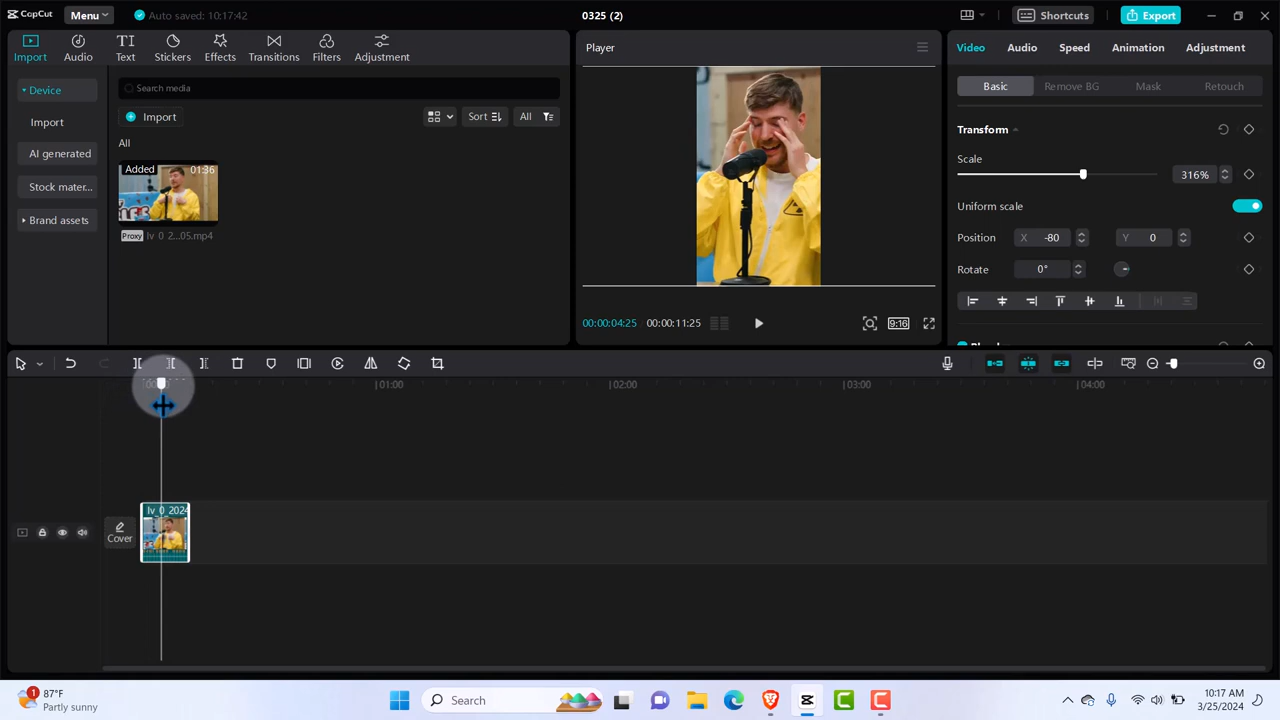 CapCut Menu Auto saved: 10:17:42 0325 (2) Shortcuts Export
Import Audio Text Stickers Effects Transitions Filters Adjustment
Device
Import
AI generated
Stock mater...
Brand assets
Search media
Import Sort All
All
Added 01:36
Proxy lv_0_2...05.mp4
Player
00:00:04:25 00:00:11:25 9:16
Video Audio Speed Animation Adjustment
Basic Remove BG Mask Retouch
Transform
Scale
316%
Uniform scale
Position X -80 Y 0
Rotate 0°
01:00 02:00 03:00 04:00
Cover
lv_0_2024
1
87°F
Partly sunny
Search
10:17 AM
3/25/2024